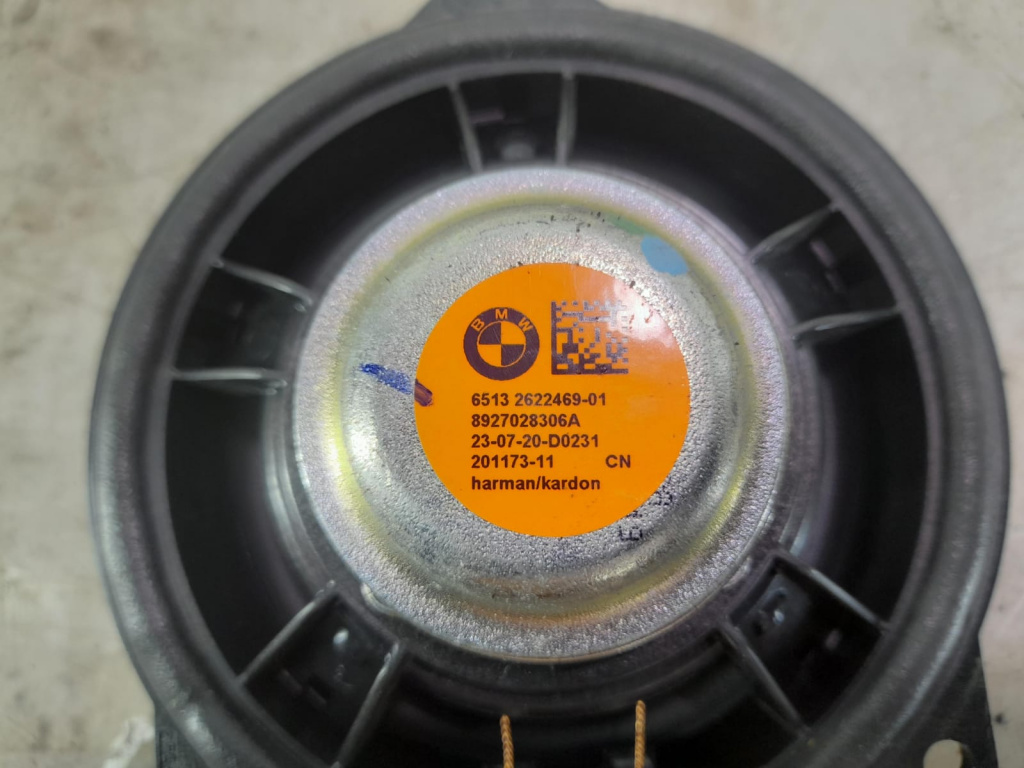 BMW
6513 2622469-01
8927028306A
23-07-20-D0231
201173-11 CN
harman/kardon